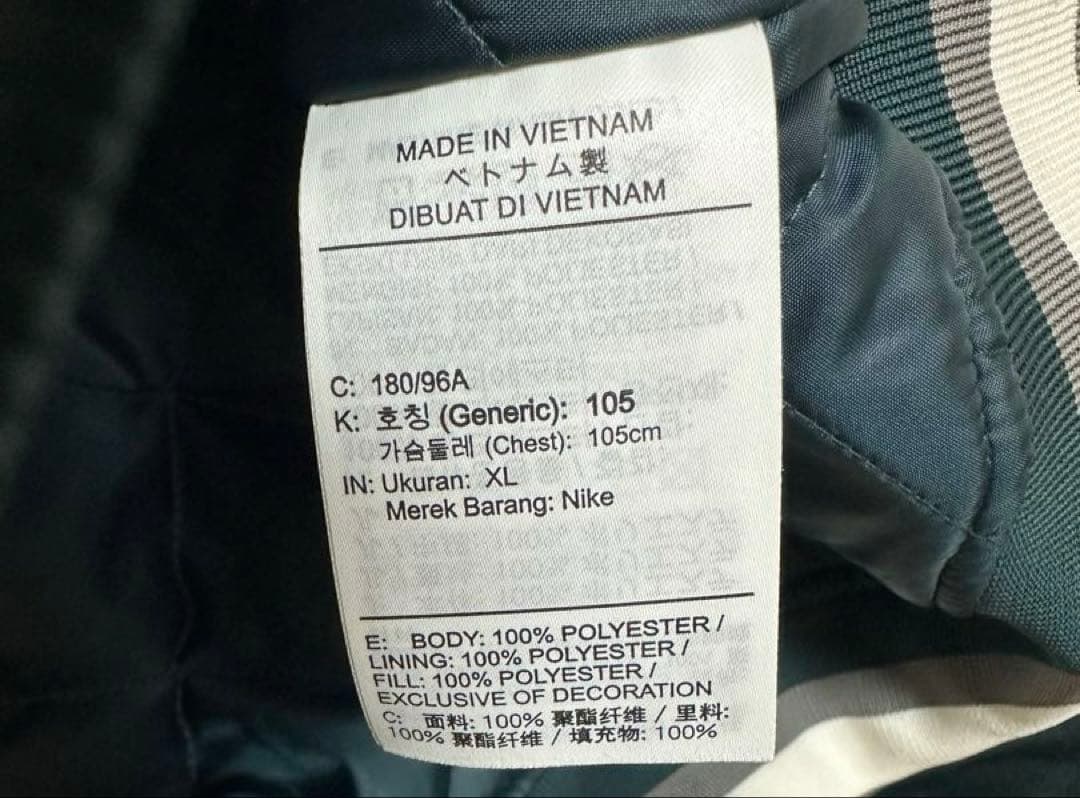 MADE IN VIETNAM
ベトナム製
DIBUAT DI VIETNAM
C: 180/96A
K: 호칭 (Generic): 105
가슴둘레 (Chest): 105cm
IN: Ukuran: XL
Merek Barang: Nike
E: BODY: 100% POLYESTER /
LINING: 100% POLYESTER /
FILL: 100% POLYESTER /
EXCLUSIVE OF DECORATION
C: 面料: 100% 聚酯纤维 / 里料:
100% 聚酯纤维 / 填充物: 100%